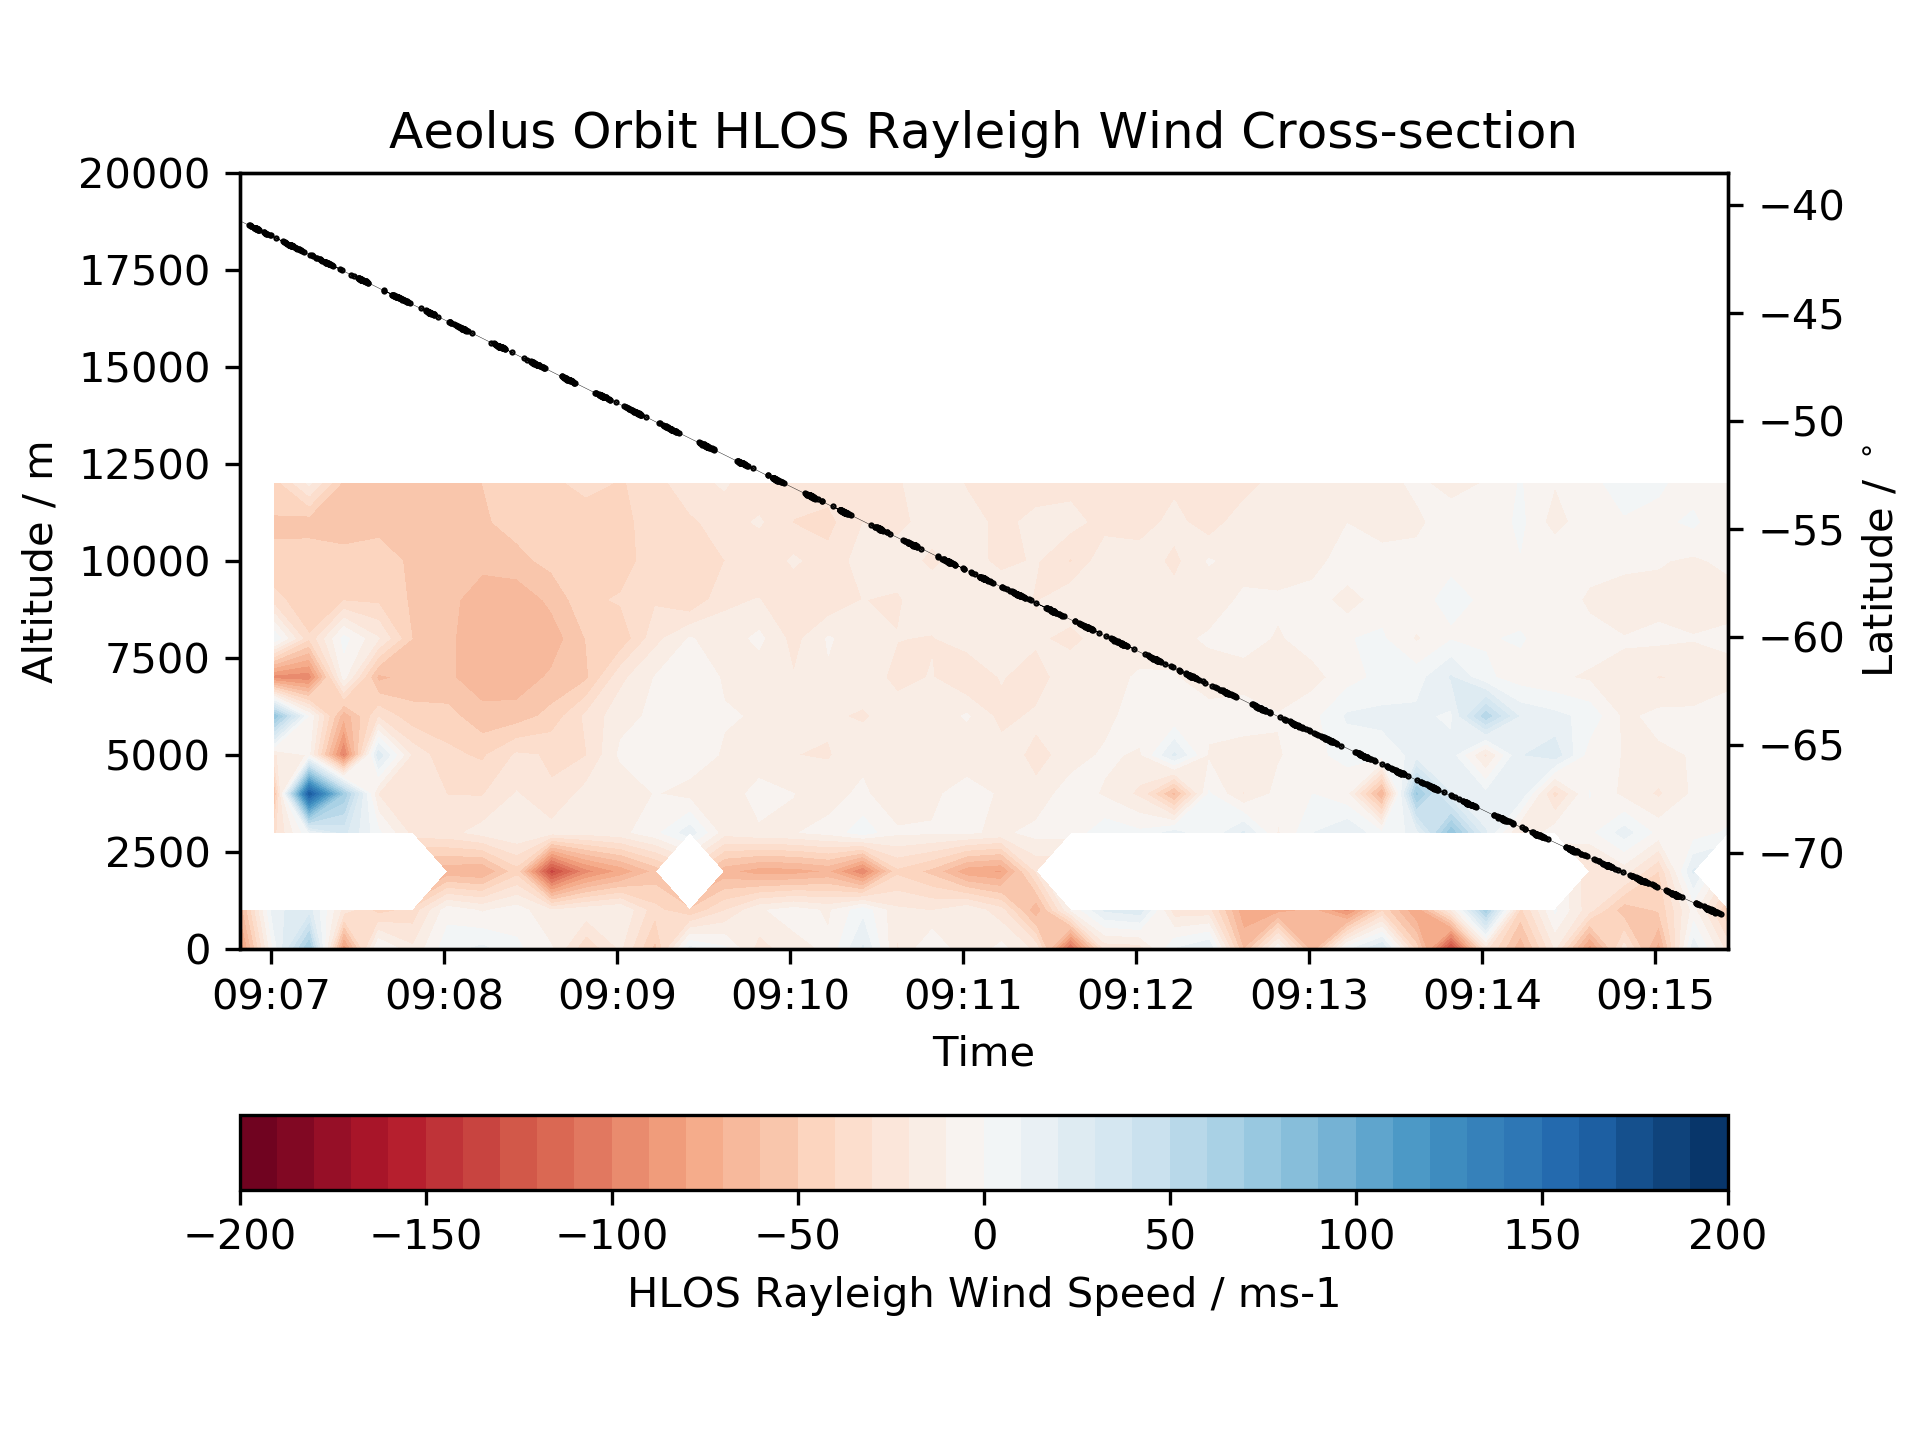 Aeolus Orbit HLOS Rayleigh Wind Cross-section
20000
17500
15000
12500
10000
7500
5000
2500
0
Altitude / m
−40
−45
−50
−55
−60
−65
−70
Latitude / °
09:07 09:08 09:09 09:10 09:11 09:12 09:13 09:14 09:15
Time
−200 −150 −100 −50 0 50 100 150 200
HLOS Rayleigh Wind Speed / ms-1